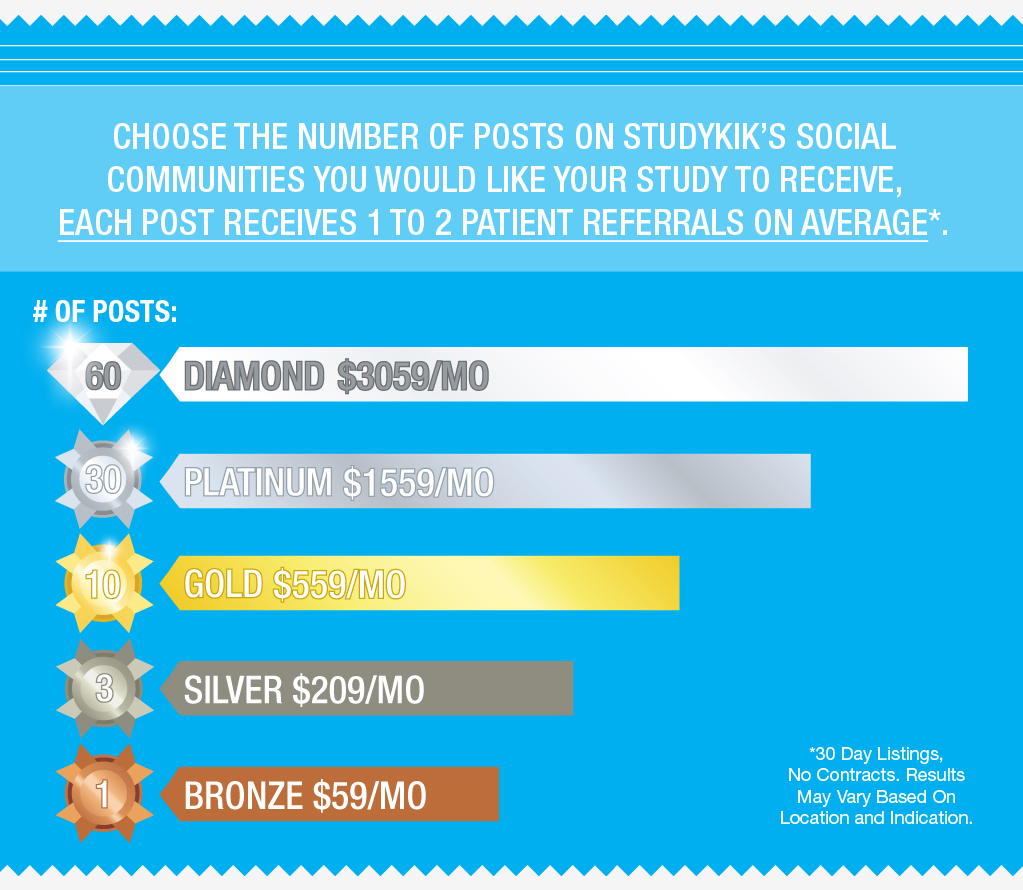 CHOOSE THE NUMBER OF POSTS ON STUDYKIK'S SOCIAL
COMMUNITIES YOU WOULD LIKE YOUR STUDY TO RECEIVE,
EACH POST RECEIVES 1 TO 2 PATIENT REFERRALS ON AVERAGE*.
# OF POSTS:
60 DIAMOND $3059/MO
30 PLATINUM $1559/MO
10 GOLD $559/MO
3 SILVER $209/MO
1 BRONZE $59/MO
*30 Day Listings,
No Contracts. Results
May Vary Based On
Location and Indication.